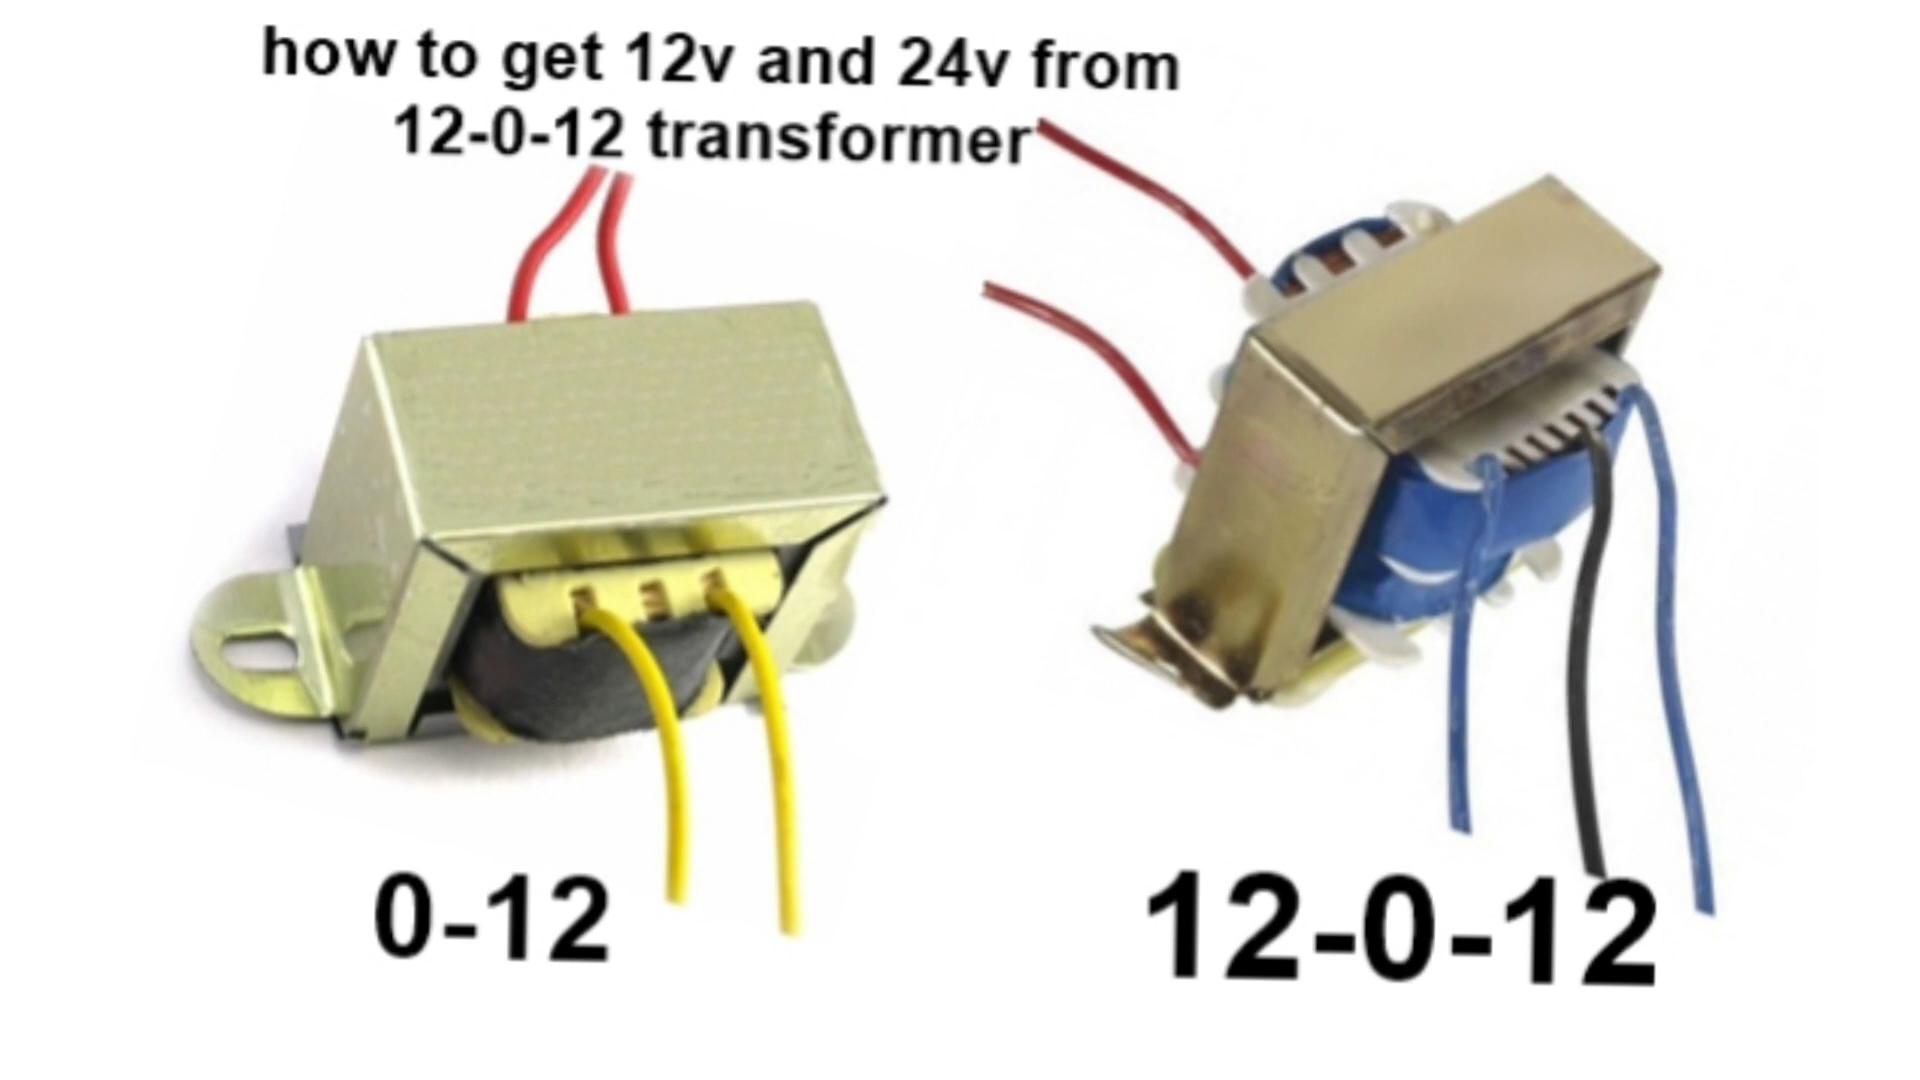 how to get 12v and 24v from
12-0-12 transformer
0-12
12-0-12